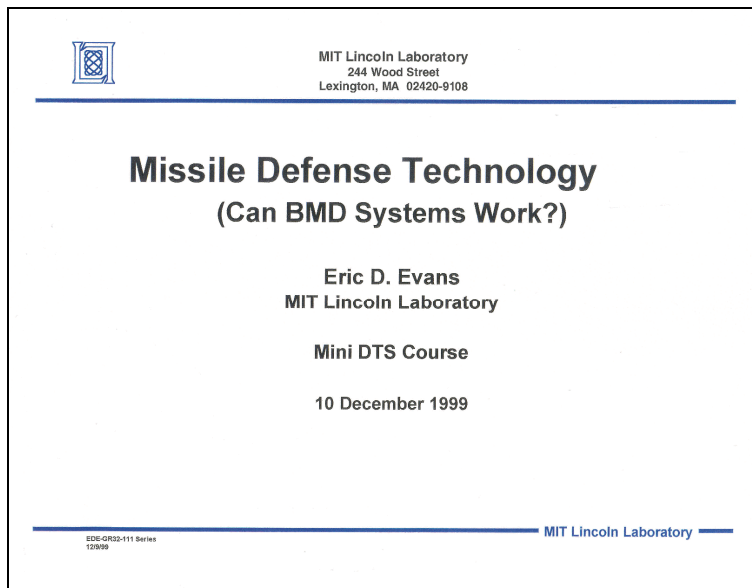 MIT Lincoln Laboratory
244 Wood Street
Lexington, MA 02420-9108
Missile Defense Technology
(Can BMD Systems Work?)
Eric D. Evans
MIT Lincoln Laboratory
Mini DTS Course
10 December 1999
MIT Lincoln Laboratory
EDE-GR32-111 Series
12/9/99